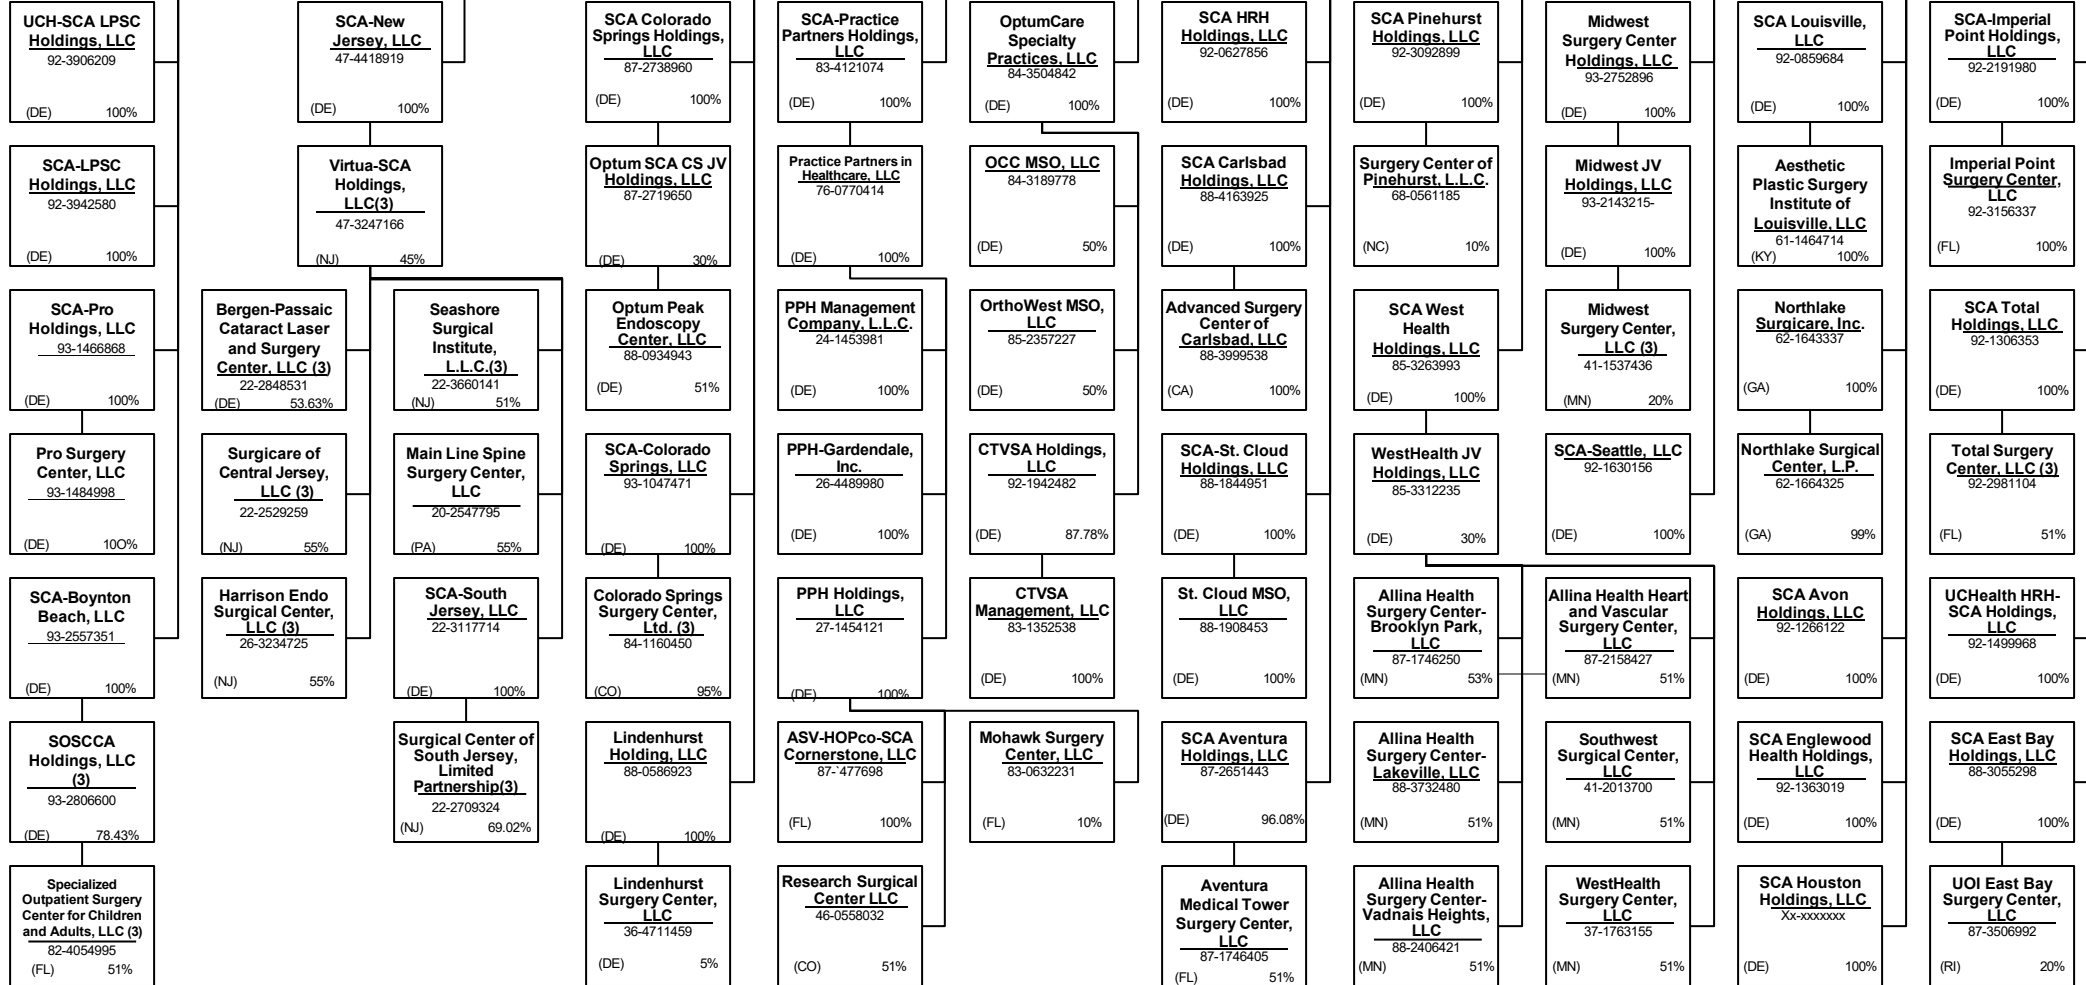 UCH-SCA LPSC
Holdings, LLC
92-3906209
(DE) 100%
SCA-New
Jersey, LLC
47-4418919
(DE) 100%
SCA Colorado
Springs Holdings,
LLC
87-2738960
(DE) 100%
SCA-Practice
Partners Holdings,
LLC
83-4121074
(DE) 100%
OptumCare
Specialty
Practices, LLC
84-3504842
(DE) 100%
SCA HRH
Holdings, LLC
92-0627856
(DE) 100%
SCA Pinehurst
Holdings, LLC
92-3092899
(DE) 100%
Midwest
Surgery Center
Holdings, LLC
93-2752896
(DE) 100%
SCA Louisville,
LLC
92-0859684
(DE) 100%
SCA-Imperial
Point Holdings,
LLC
92-2191980
(DE) 100%
SCA-LPSC
Holdings, LLC
92-3942580
(DE) 100%
Virtua-SCA
Holdings,
LLC(3)
47-3247166
(NJ) 45%
Optum SCA CS JV
Holdings, LLC
87-2719650
(DE) 30%
Practice Partners in
Healthcare, LLC
76-0770414
(DE) 100%
OCC MSO, LLC
84-3189778
(DE) 50%
SCA Carlsbad
Holdings, LLC
88-4163925
(DE) 100%
Surgery Center of
Pinehurst, L.L.C.
68-0561185
(NC) 10%
Midwest JV
Holdings, LLC
93-2143215-
(DE) 100%
Aesthetic
Plastic Surgery
Institute of
Louisville, LLC
61-1464714
(KY) 100%
Imperial Point
Surgery Center,
LLC
92-3156337
(FL) 100%
SCA-Pro
Holdings, LLC
93-1466868
(DE) 100%
Bergen-Passaic
Cataract Laser
and Surgery
Center, LLC (3)
22-2848531
(DE) 53.63%
Seashore
Surgical
Institute,
L.L.C.(3)
22-3660141
(NJ) 51%
Optum Peak
Endoscopy
Center, LLC
88-0934943
(DE) 51%
PPH Management
Company, L.L.C.
24-1453981
(DE) 100%
OrthoWest MSO,
LLC
85-2357227
(DE) 50%
Advanced Surgery
Center of
Carlsbad, LLC
88-3999538
(CA) 100%
SCA West
Health
Holdings, LLC
85-3263993
(DE) 100%
Midwest
Surgery Center,
LLC (3)
41-1537436
(MN) 20%
Northlake
Surgicare, Inc.
62-1643337
(GA) 100%
SCA Total
Holdings, LLC
92-1306353
(DE) 100%
Pro Surgery
Center, LLC
93-1484998
(DE) 10O%
Surgicare of
Central Jersey,
LLC (3)
22-2529259
(NJ) 55%
Main Line Spine
Surgery Center,
LLC
20-2547795
(PA) 55%
SCA-Colorado
Springs, LLC
93-1047471
(DE) 100%
PPH-Gardendale,
Inc.
26-4489980
(DE) 100%
CTVSA Holdings,
LLC
92-1942482
(DE) 87.78%
SCA-St. Cloud
Holdings, LLC
88-1844951
(DE) 100%
WestHealth JV
Holdings, LLC
85-3312235
(DE) 30%
SCA-Seattle, LLC
92-1630156
(DE) 100%
Northlake Surgical
Center, L.P.
62-1664325
(GA) 99%
Total Surgery
Center, LLC (3)
92-2981104
(FL) 51%
SCA-Boynton
Beach, LLC
93-2557351
(DE) 100%
Harrison Endo
Surgical Center,
LLC (3)
26-3234725
(NJ) 55%
SCA-South
Jersey, LLC
22-3117714
(DE) 100%
Colorado Springs
Surgery Center,
Ltd. (3)
84-1160450
(CO) 95%
PPH Holdings,
LLC
27-1454121
(DE) 100%
CTVSA
Management, LLC
83-1352538
(DE) 100%
St. Cloud MSO,
LLC
88-1908453
(DE) 100%
Allina Health
Surgery Center-
Brooklyn Park,
LLC
87-1746250
(MN) 53%
Allina Health Heart
and Vascular
Surgery Center,
LLC
87-2158427
(MN) 51%
SCA Avon
Holdings, LLC
92-1266122
(DE) 100%
UCHealth HRH-
SCA Holdings,
LLC
92-1499968
(DE) 100%
SOSCCA
Holdings, LLC
(3)
93-2806600
(DE) 78.43%
Surgical Center of
South Jersey,
Limited
Partnership(3)
22-2709324
(NJ) 69.02%
Lindenhurst
Holding, LLC
88-0586923
(DE) 100%
ASV-HOPco-SCA
Cornerstone, LLC
87-`477698
(FL) 100%
Mohawk Surgery
Center, LLC
83-0632231
(FL) 10%
SCA Aventura
Holdings, LLC
87-2651443
(DE) 96.08%
Allina Health
Surgery Center-
Lakeville, LLC
88-3732480
(MN) 51%
Southwest
Surgical Center,
LLC
41-2013700
(MN) 51%
SCA Englewood
Health Holdings,
LLC
92-1363019
(DE) 100%
SCA East Bay
Holdings, LLC
88-3055298
(DE) 100%
Specialized
Outpatient Surgery
Center for Children
and Adults, LLC (3)
82-4054995
(FL) 51%
Lindenhurst
Surgery Center,
LLC
36-4711459
(DE) 5%
Research Surgical
Center LLC
46-0558032
(CO) 51%
Aventura
Medical Tower
Surgery Center,
LLC
87-1746405
(FL) 51%
Allina Health
Surgery Center-
Vadnais Heights,
LLC
88-2406421
(MN) 51%
WestHealth
Surgery Center,
LLC
37-1763155
(MN) 51%
SCA Houston
Holdings, LLC
Xx-xxxxxxx
(DE) 100%
UOI East Bay
Surgery Center,
LLC
87-3506992
(RI) 20%